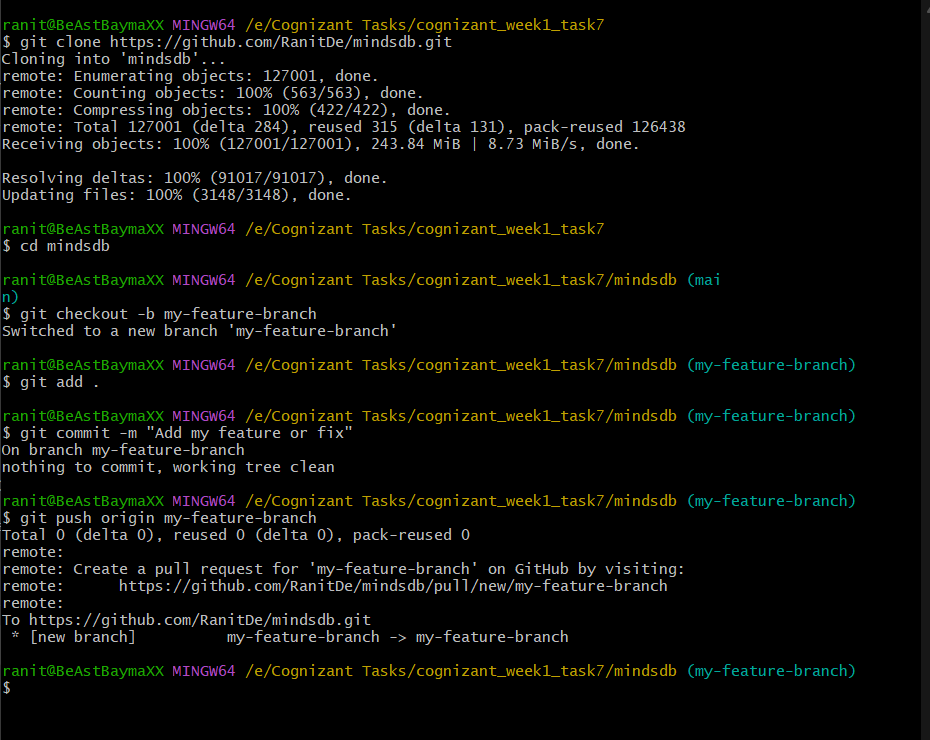 ranit@BeAstBaymaXX MINGW64 /e/Cognizant Tasks/cognizant_week1_task7
$ git clone https://github.com/RanitDe/mindsdb.git
Cloning into 'mindsdb'...
remote: Enumerating objects: 127001, done.
remote: Counting objects: 100% (563/563), done.
remote: Compressing objects: 100% (422/422), done.
remote: Total 127001 (delta 284), reused 315 (delta 131), pack-reused 126438
Receiving objects: 100% (127001/127001), 243.84 MiB | 8.73 MiB/s, done.
Resolving deltas: 100% (91017/91017), done.
Updating files: 100% (3148/3148), done.
ranit@BeAstBaymaXX MINGW64 /e/Cognizant Tasks/cognizant_week1_task7
$ cd mindsdb
ranit@BeAstBaymaXX MINGW64 /e/Cognizant Tasks/cognizant_week1_task7/mindsdb (mai
n)
$ git checkout -b my-feature-branch
Switched to a new branch 'my-feature-branch'
ranit@BeAstBaymaXX MINGW64 /e/Cognizant Tasks/cognizant_week1_task7/mindsdb (my-feature-branch)
$ git add .
ranit@BeAstBaymaXX MINGW64 /e/Cognizant Tasks/cognizant_week1_task7/mindsdb (my-feature-branch)
$ git commit -m "Add my feature or fix"
On branch my-feature-branch
nothing to commit, working tree clean
ranit@BeAstBaymaXX MINGW64 /e/Cognizant Tasks/cognizant_week1_task7/mindsdb (my-feature-branch)
$ git push origin my-feature-branch
Total 0 (delta 0), reused 0 (delta 0), pack-reused 0
remote:
remote: Create a pull request for 'my-feature-branch' on GitHub by visiting:
remote:      https://github.com/RanitDe/mindsdb/pull/new/my-feature-branch
remote:
To https://github.com/RanitDe/mindsdb.git
 * [new branch]          my-feature-branch -> my-feature-branch
ranit@BeAstBaymaXX MINGW64 /e/Cognizant Tasks/cognizant_week1_task7/mindsdb (my-feature-branch)
$